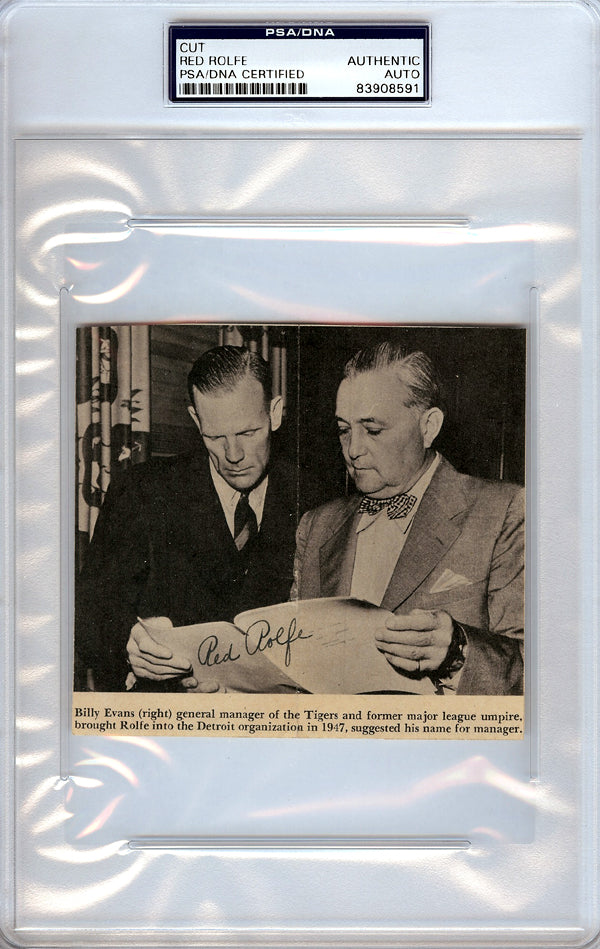 PSA/DNA
CUT
RED ROLFE AUTHENTIC
PSA/DNA CERTIFIED AUTO
83908591
Red Rolfe
Billy Evans (right) general manager of the Tigers and former major league umpire,
brought Rolfe into the Detroit organization in 1947, suggested his name for manager.